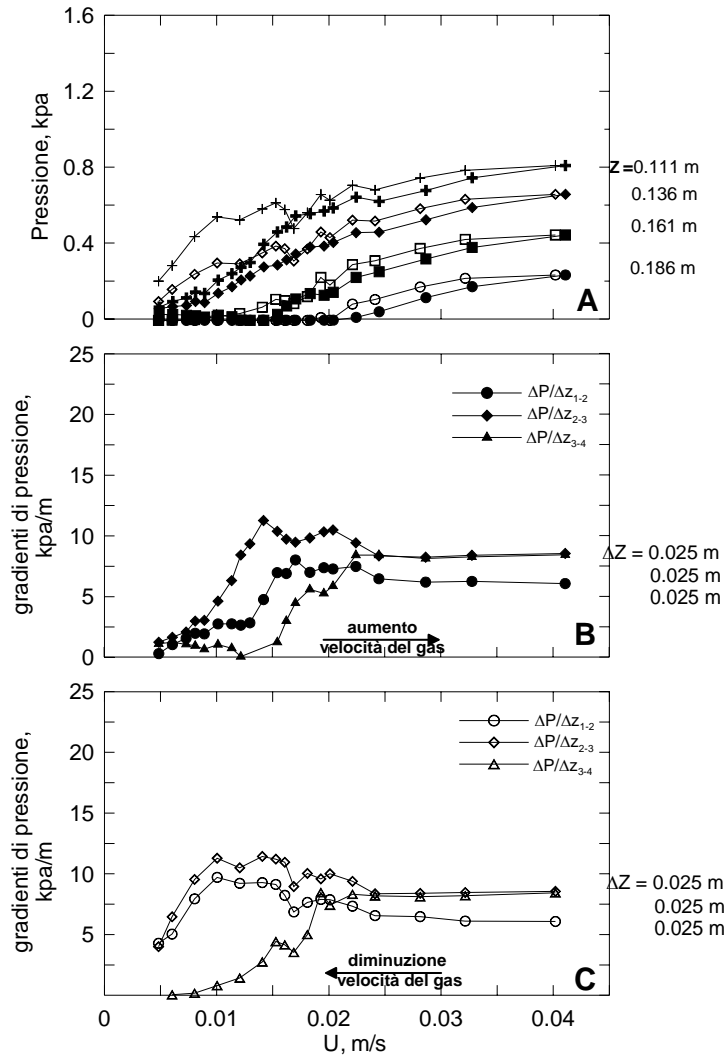 1.6
1.2
0.8
0.4
0
Pressione, kpa
Z = 0.111 m
0.136 m
0.161 m
0.186 m
A
25
20
15
10
5
0
gradienti di pressione,
kpa/m
ΔP/Δz1-2
ΔP/Δz2-3
ΔP/Δz3-4
ΔZ = 0.025 m
0.025 m
0.025 m
aumento
velocità del gas
B
25
20
15
10
5
gradienti di pressione,
kpa/m
ΔP/Δz1-2
ΔP/Δz2-3
ΔP/Δz3-4
ΔZ = 0.025 m
0.025 m
0.025 m
diminuzione
velocità del gas
C
0 0.01 0.02 0.03 0.04
U, m/s